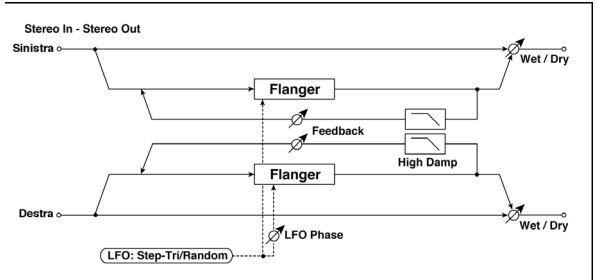 Stereo In - Stereo Out
Sinistra
Wet / Dry
Flanger
Feedback
High Damp
Flanger
Destra
Wet / Dry
LFO Phase
LFO: Step-Tri/Random